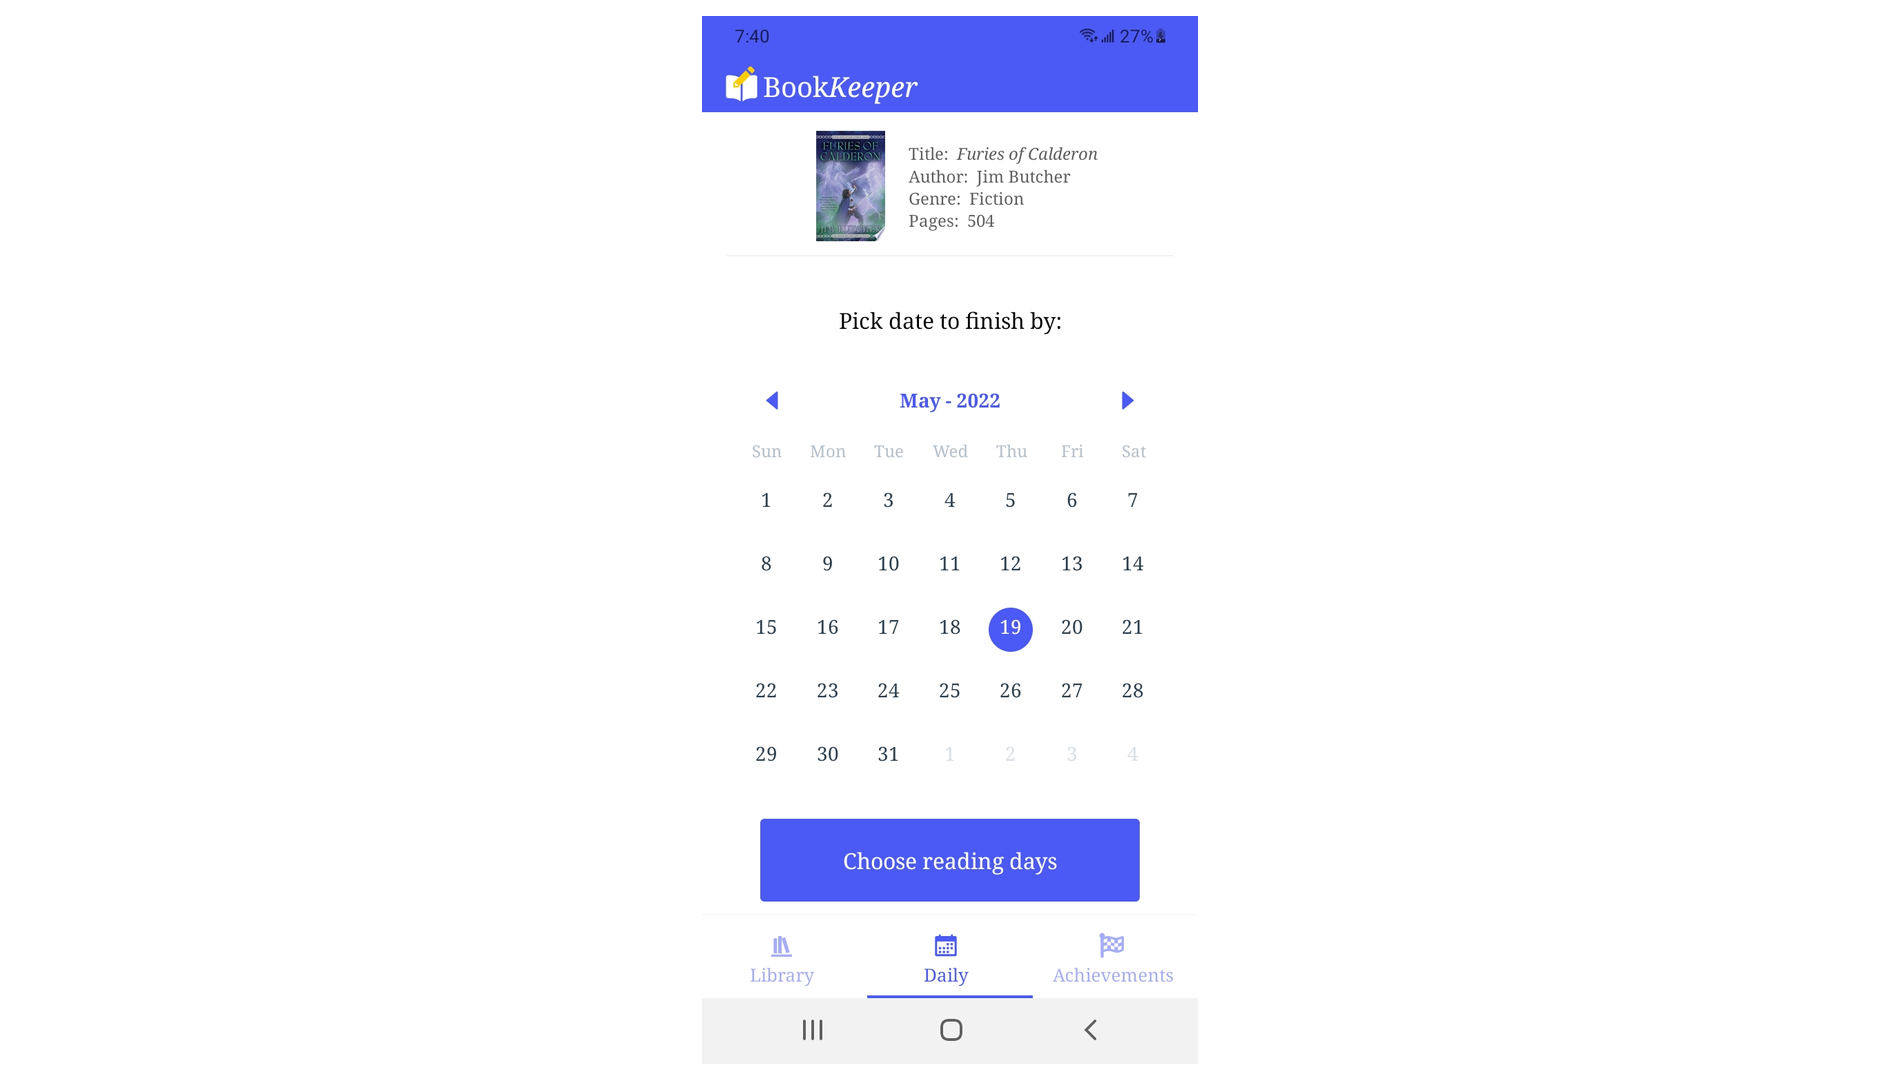 7:40 27%
BookKeeper
FURIES OF
CALDERON
Title: Furies of Calderon
Author: Jim Butcher
Genre: Fiction
Pages: 504
Pick date to finish by:
May - 2022
Sun Mon Tue Wed Thu Fri Sat
1 2 3 4 5 6 7
8 9 10 11 12 13 14
15 16 17 18 19 20 21
22 23 24 25 26 27 28
29 30 31 1 2 3 4
Choose reading days
Library Daily Achievements